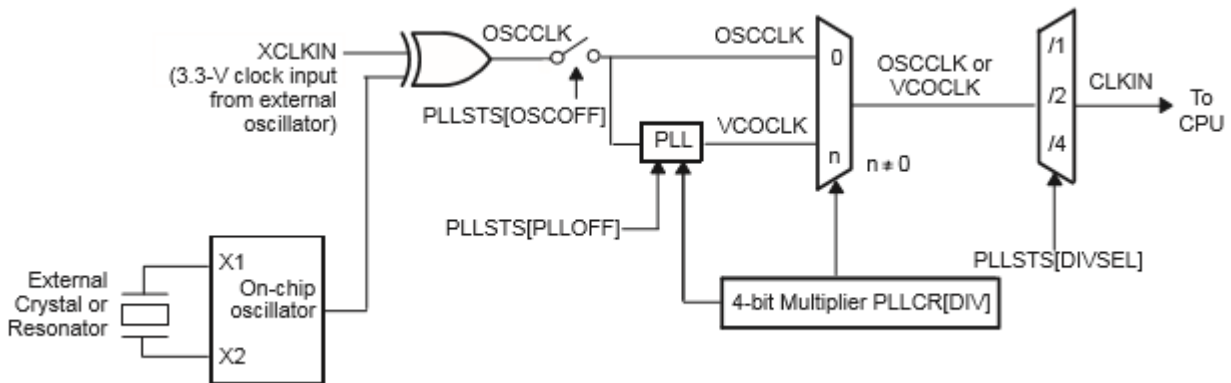 XCLKIN
(3.3-V clock input
from external
oscillator)
OSCCLK
PLLSTS[OSCOFF]
OSCCLK
0
PLL
VCOCLK
n
n≠0
OSCCLK or
VCOCLK
/1
/2
/4
CLKIN
To
CPU
PLLSTS[PLLOFF]
PLLSTS[DIVSEL]
4-bit Multiplier PLLCR[DIV]
External
Crystal or
Resonator
X1
On-chip
oscillator
X2